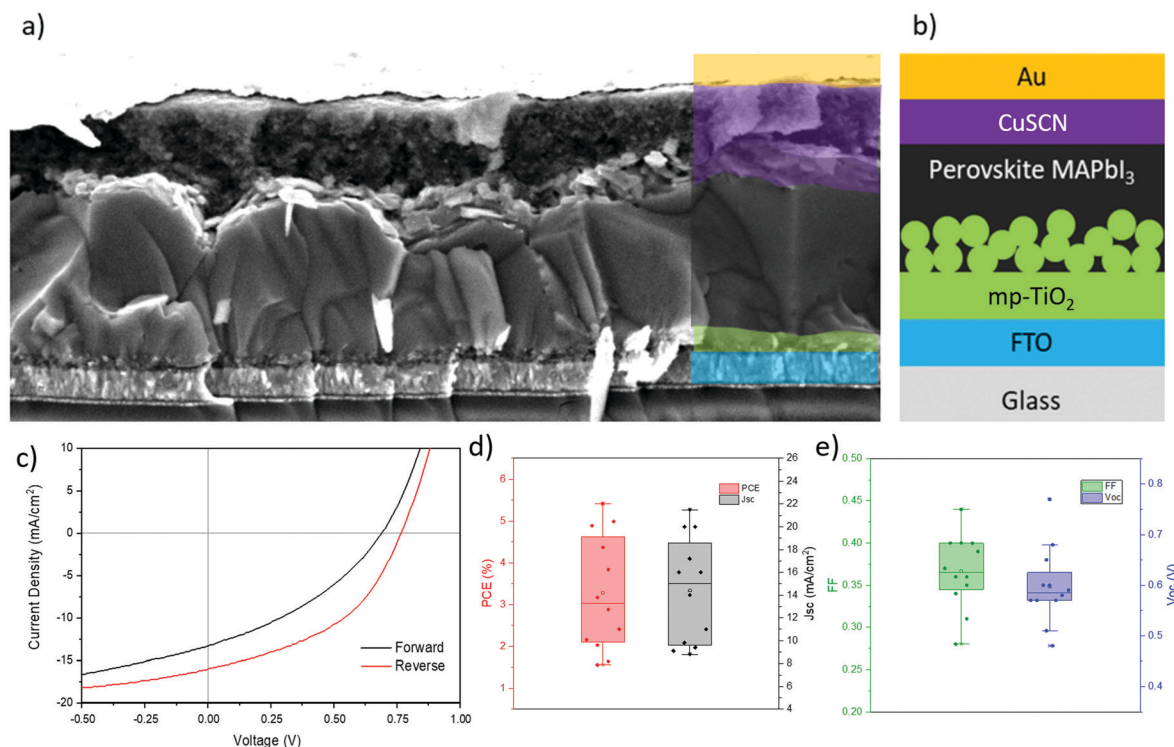 a)
b)
Au
CuSCN
Perovskite MAPbI₃
mp-TiO₂
FTO
Glass
c)
10
5
0
-5
-10
-15
-20
Current Density (mA/cm²)
-0.50
-0.25
0.00
0.25
0.50
0.75
1.00
Voltage (V)
Forward
Reverse
d)
6
5
4
3
2
1
PCE (%)
PCE
Jsc
26
24
22
20
18
16
14
12
10
8
6
4
Jsc (mA/cm²)
e)
0.50
0.45
0.40
0.35
0.30
0.25
0.20
FF
FF
Voc
0.8
0.7
0.6
0.5
0.4
Voc (V)